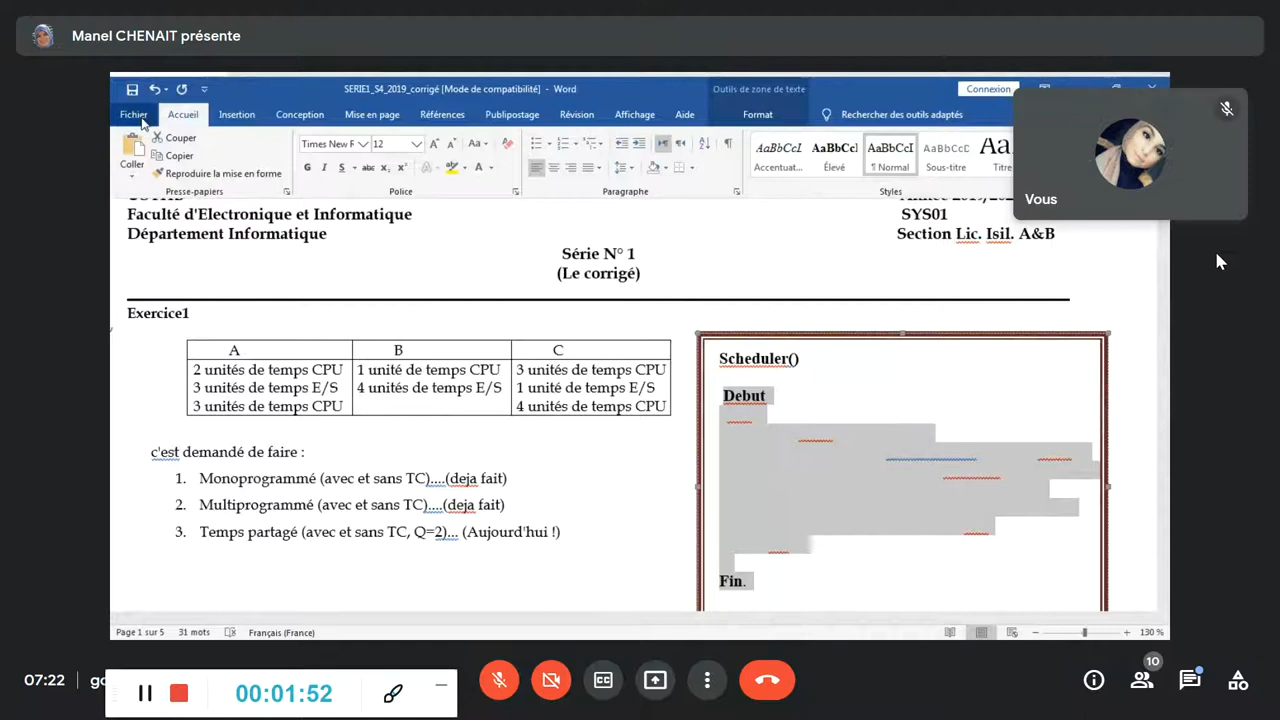 Manel CHENAIT présente
SERIE1_S4_2019_corrigé [Mode de compatibilité] - Word
Outils de zone de texte
Connexion
Fichier Accueil Insertion Conception Mise en page Références Publipostage Révision Affichage Aide Format Rechercher des outils adaptés
Coller
Couper
Copier
Reproduire la mise en forme
Presse-papiers
Times New R 12
G I S abc x₂ x²
Police
Paragraphe
AaBbCcI AaBbCc AaBbCcI AaBbCcD Aa
Accentuat... Élevé ¶ Normal Sous-titre Titre
Styles
Vous
Faculté d'Electronique et Informatique
SYS01
Département Informatique
Section Lic. Isil. A&B
Série N° 1
(Le corrigé)
Exercice1
A B C
2 unités de temps CPU 1 unité de temps CPU 3 unités de temps CPU
3 unités de temps E/S 4 unités de temps E/S 1 unité de temps E/S
3 unités de temps CPU 4 unités de temps CPU
c'est demandé de faire :
1. Monoprogrammé (avec et sans TC)....(deja fait)
2. Multiprogrammé (avec et sans TC)....(deja fait)
3. Temps partagé (avec et sans TC, Q=2)... (Aujourd'hui !)
Scheduler()
Debut
Fin.
Page 1 sur 5 31 mots Français (France) 130 %
07:22
00:01:52
10